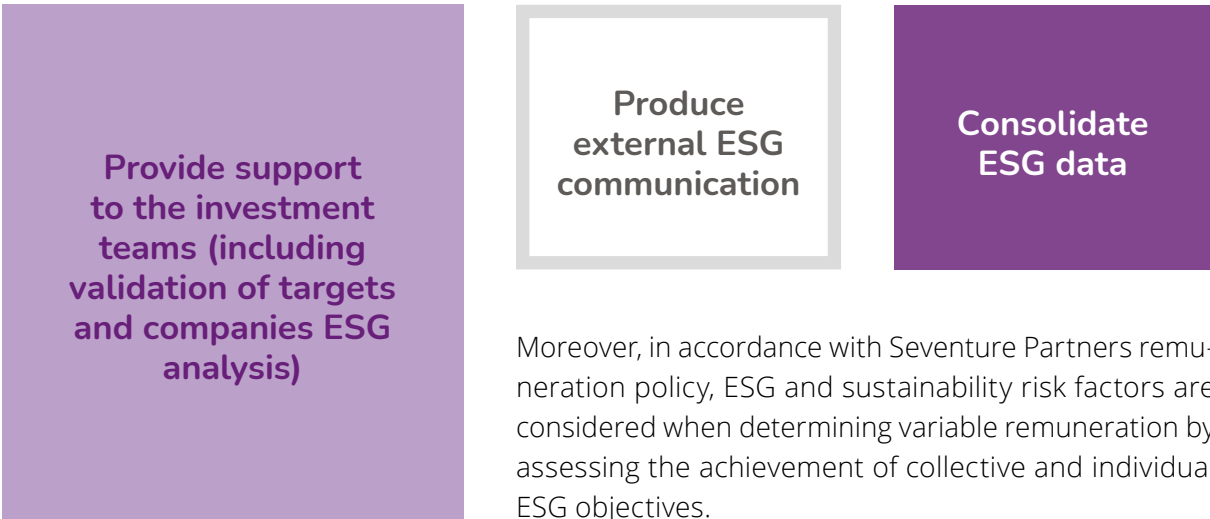 Provide support
to the investment
teams (including
validation of targets
and companies ESG
analysis)
Produce
external ESG
communication
Consolidate
ESG data
Moreover, in accordance with Seventure Partners remu-
neration policy, ESG and sustainability risk factors are
considered when determining variable remuneration by
assessing the achievement of collective and individua
ESG objectives.